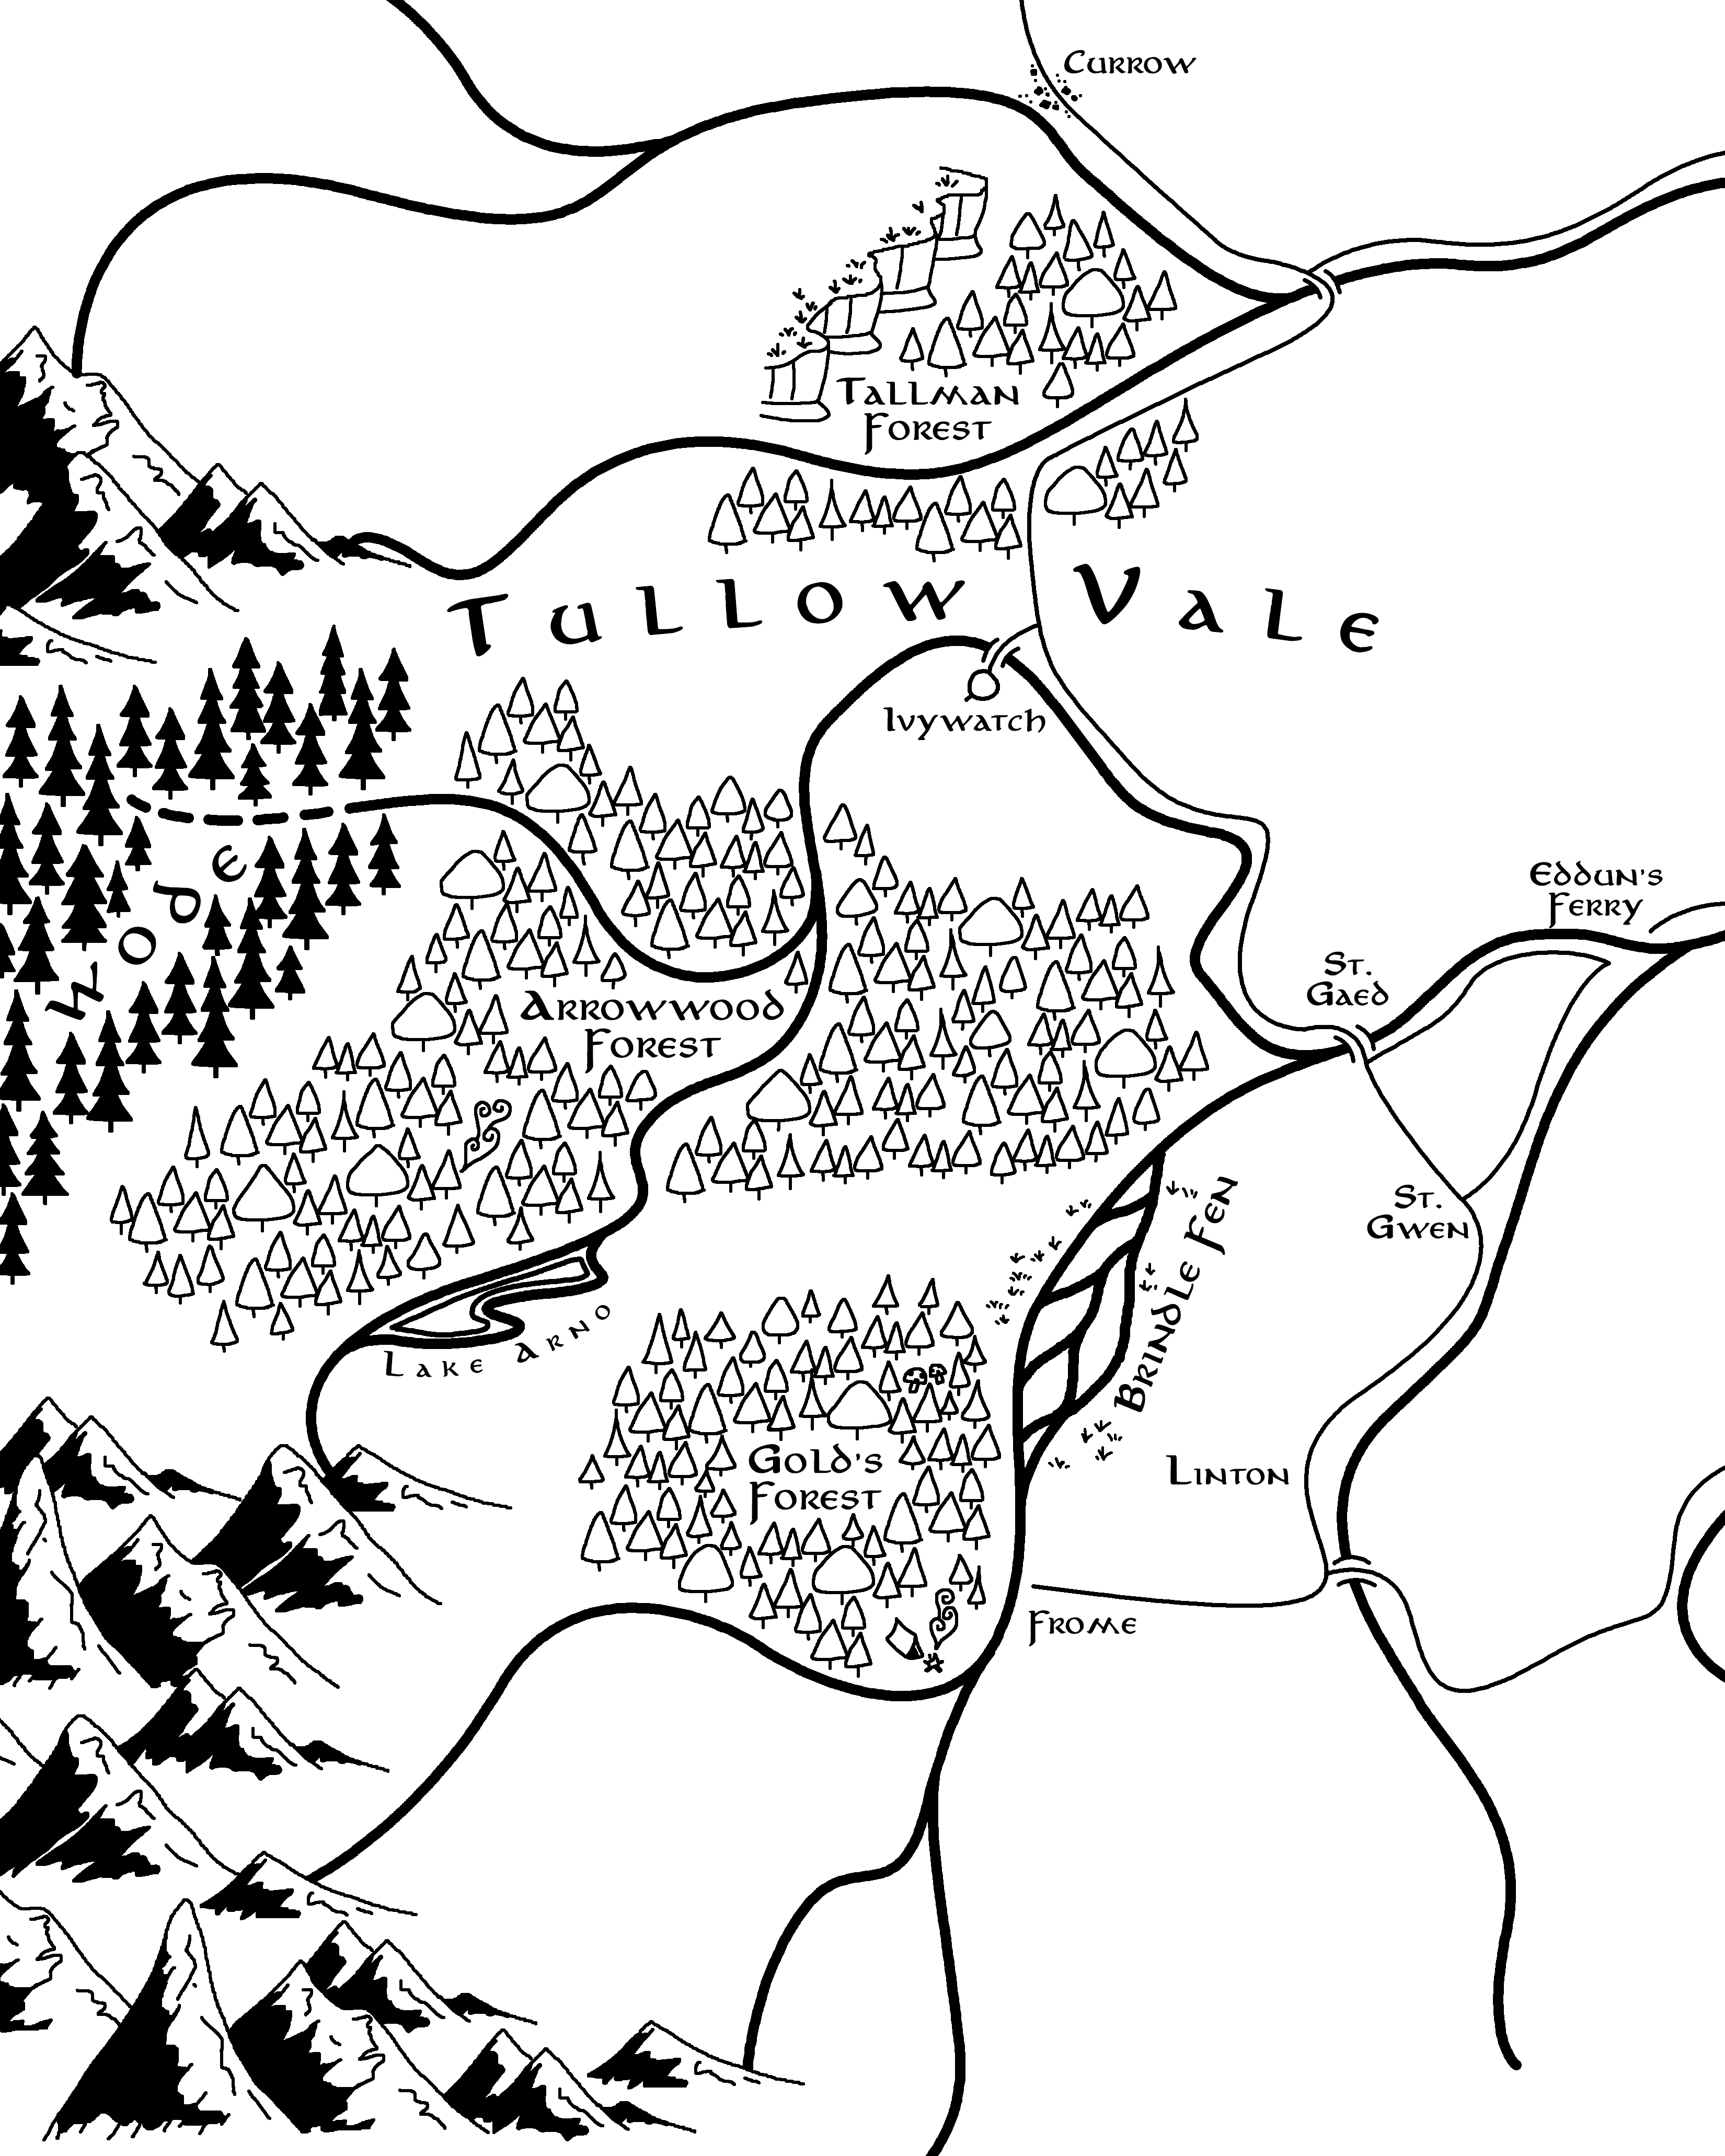 Currow
Tallman
Forest
Tullow Vale
Ivywatch
Wode
Eddun's
Ferry
St.
Gaed
Arrowwood
Forest
St.
Gwen
Brindle Fen
Lake Arno
Gold's
Forest
Linton
Frome